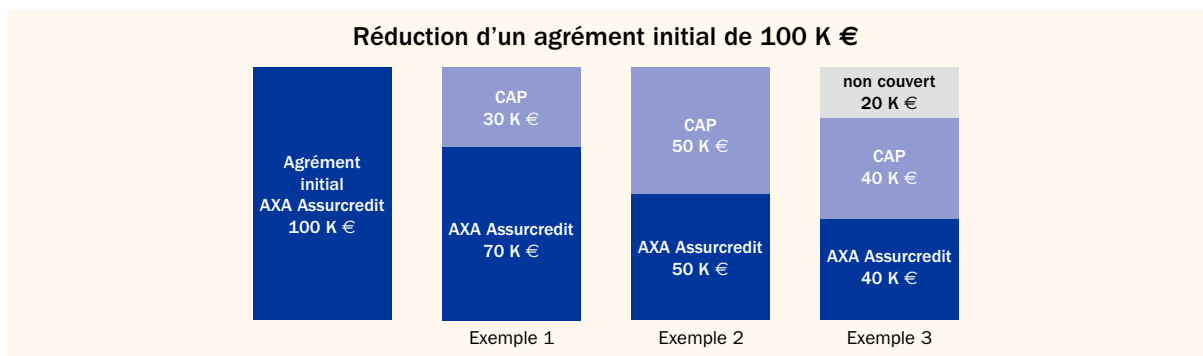 Réduction d’un agrément initial de 100 K €
Agrément
initial
AXA Assurcredit
100 K €
CAP
30 K €
AXA Assurcredit
70 K €
Exemple 1
CAP
50 K €
AXA Assurcredit
50 K €
Exemple 2
non couvert
20 K €
CAP
40 K €
AXA Assurcredit
40 K €
Exemple 3